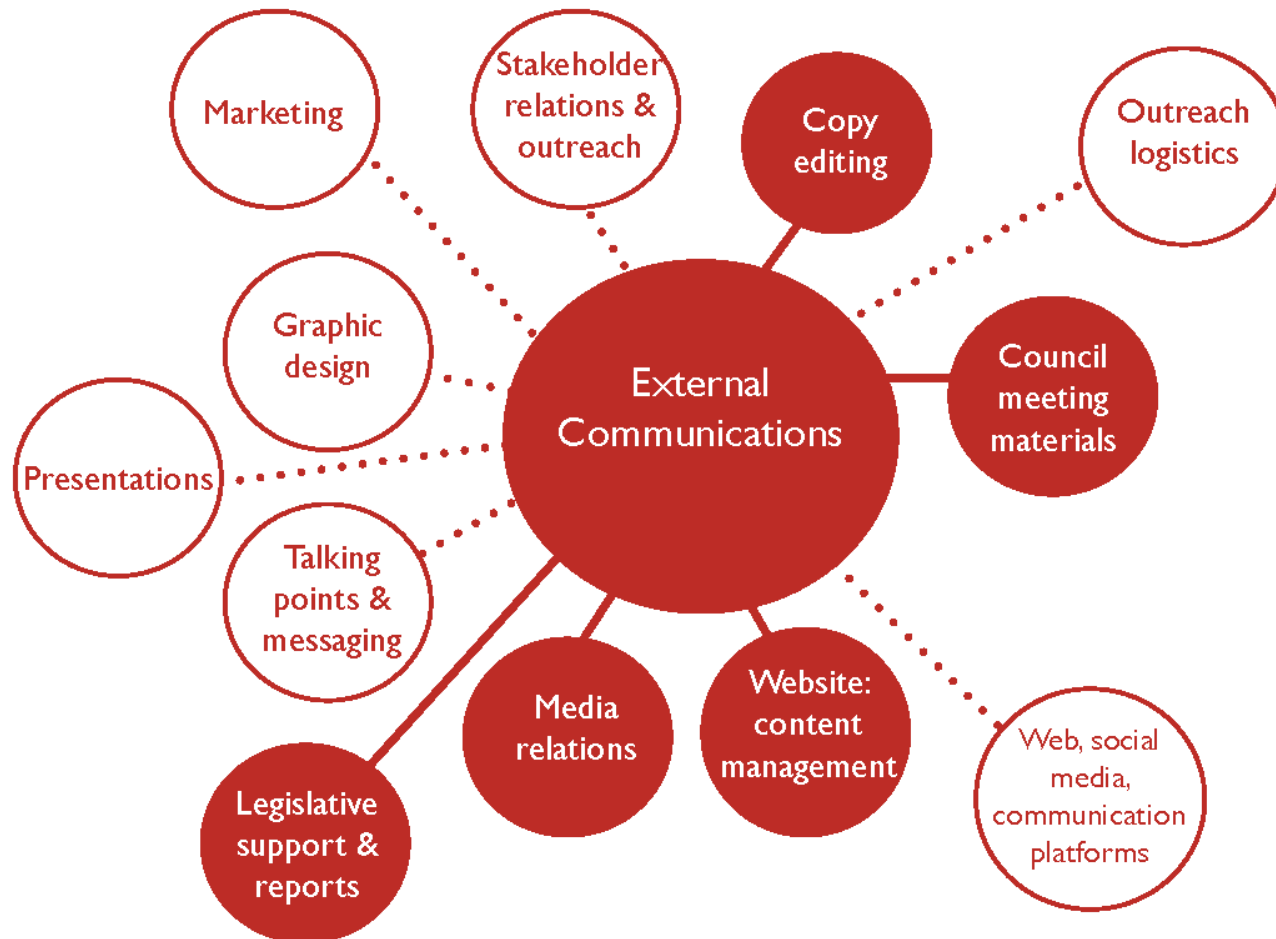 Marketing
Stakeholder
relations &
outreach
Copy
editing
Outreach
logistics
Graphic
design
External
Communications
Council
meeting
materials
Presentations
Talking
points &
messaging
Media
relations
Website:
content
management
Web, social
media,
communication
platforms
Legislative
support &
reports